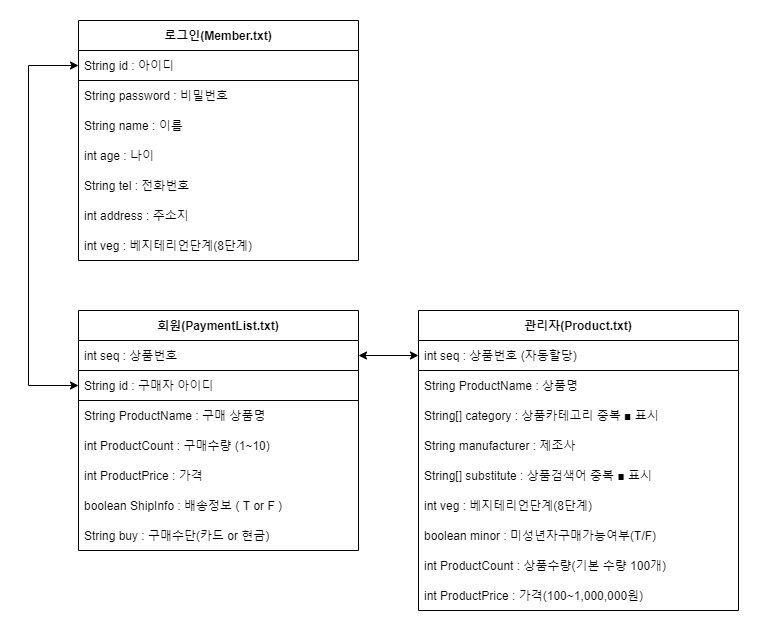 로그인(Member.txt)
String id : 아이디
String password : 비밀번호
String name : 이름
int age : 나이
String tel : 전화번호
int address : 주소지
int veg : 베지테리언단계(8단계)
회원(PaymentList.txt)
int seq : 상품번호
String id : 구매자 아이디
String ProductName : 구매 상품명
int ProductCount : 구매수량 (1~10)
int ProductPrice : 가격
boolean ShipInfo : 배송정보 ( T or F )
String buy : 구매수단(카드 or 현금)
관리자(Product.txt)
int seq : 상품번호 (자동할당)
String ProductName : 상품명
String[] category : 상품카테고리 중복 ■ 표시
String manufacturer : 제조사
String[] substitute : 상품검색어 중복 ■ 표시
int veg : 베지테리언단계(8단계)
boolean minor : 미성년자구매가능여부(T/F)
int ProductCount : 상품수량(기본 수량 100개)
int ProductPrice : 가격(100~1,000,000원)